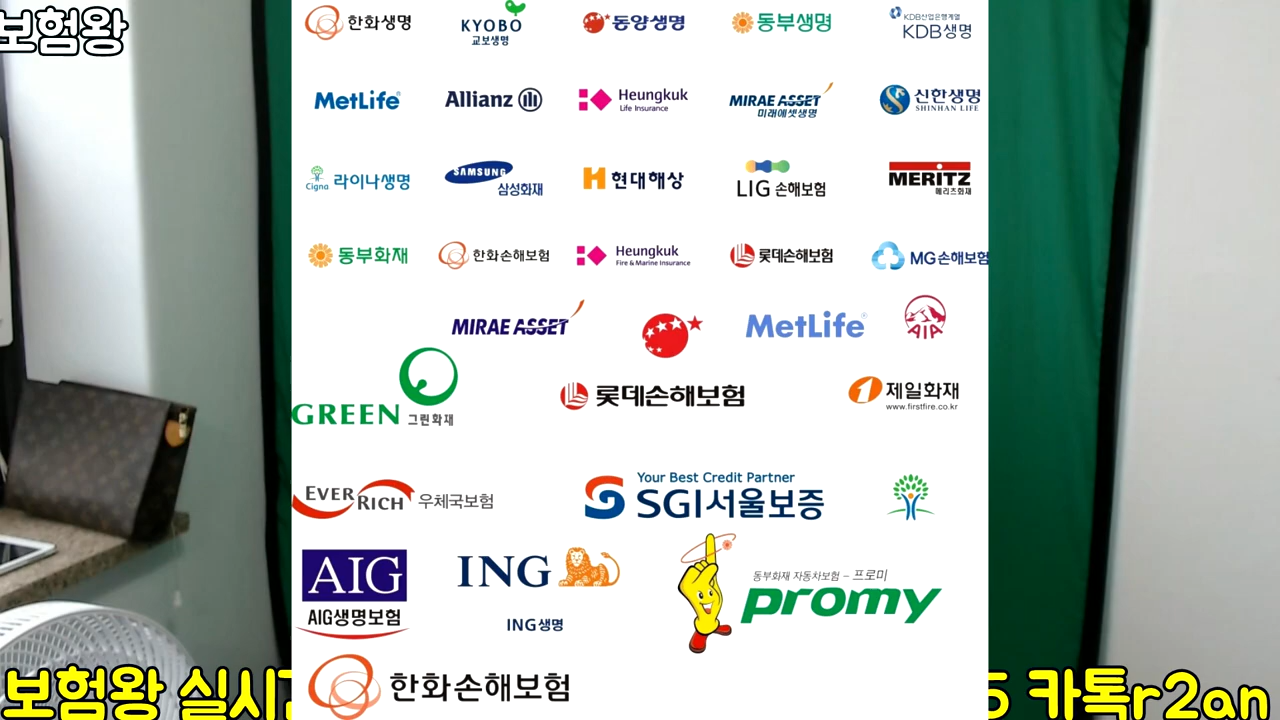 보험왕
한화생명
KYOBO
교보생명
동양생명
동부생명
KDB산업은행계열
KDB생명
MetLife
Allianz
Heungkuk
Life Insurance
MIRAE ASSET
미래에셋생명
신한생명
SHINHAN LIFE
Cigna 라이나생명
SAMSUNG
삼성화재
현대해상
LIG 손해보험
MERITZ
메리츠화재
동부화재
한화손해보험
Heungkuk
Fire & Marine Insurance
롯데손해보험
MG손해보험
MIRAE ASSET
MetLife
AIA
GREEN 그린화재
롯데손해보험
1 제일화재
www.firstfire.co.kr
EVER RICH 우체국보험
Your Best Credit Partner
SGI서울보증
AIG
AIG생명보험
ING
ING생명
동부화재 자동차보험 – 프로미
promy
한화손해보험
보험왕 실시간
5 카톡r2an